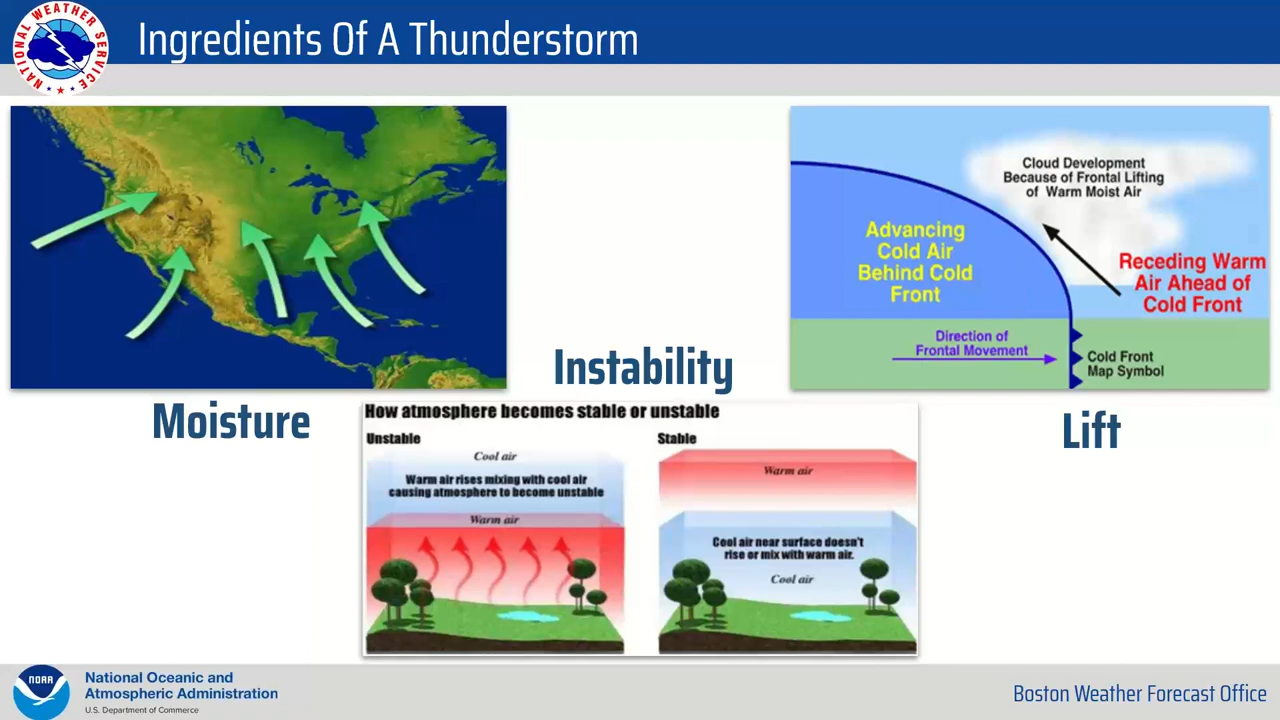 NATIONAL WEATHER SERVICE
Ingredients Of A Thunderstorm
Moisture
Instability
How atmosphere becomes stable or unstable
Unstable
Cool air
Warm air rises mixing with cool air
causing atmosphere to become unstable
Warm air
Stable
Warm air
Cool air near surface doesn't
rise or mix with warm air.
Cool air
Cloud Development
Because of Frontal Lifting
of Warm Moist Air
Advancing
Cold Air
Behind Cold
Front
Receding Warm
Air Ahead of
Cold Front
Direction of
Frontal Movement
Cold Front
Map Symbol
Lift
NOAA
National Oceanic and
Atmospheric Administration
U.S. Department of Commerce
Boston Weather Forecast Office